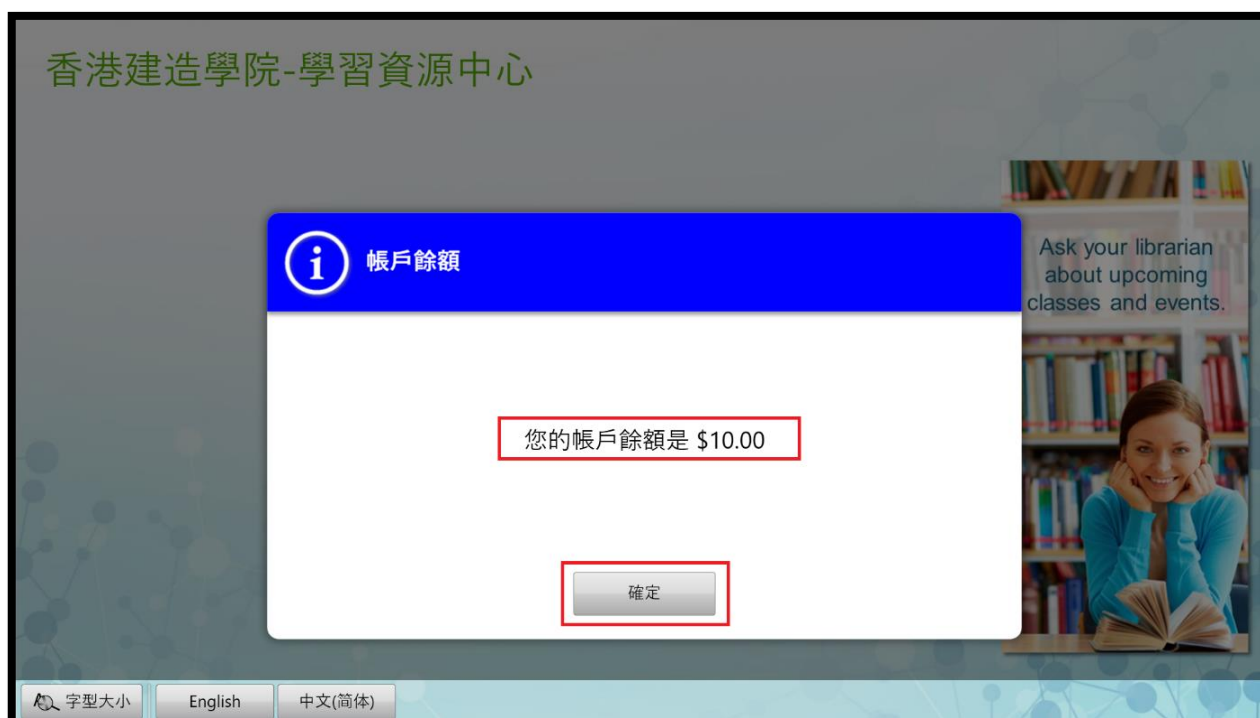 香港建造學院-學習資源中心
帳戶餘額
Ask your librarian
about upcoming
classes and events.
您的帳戶餘額是 $10.00
確定
字型大小
English
中文(简体)